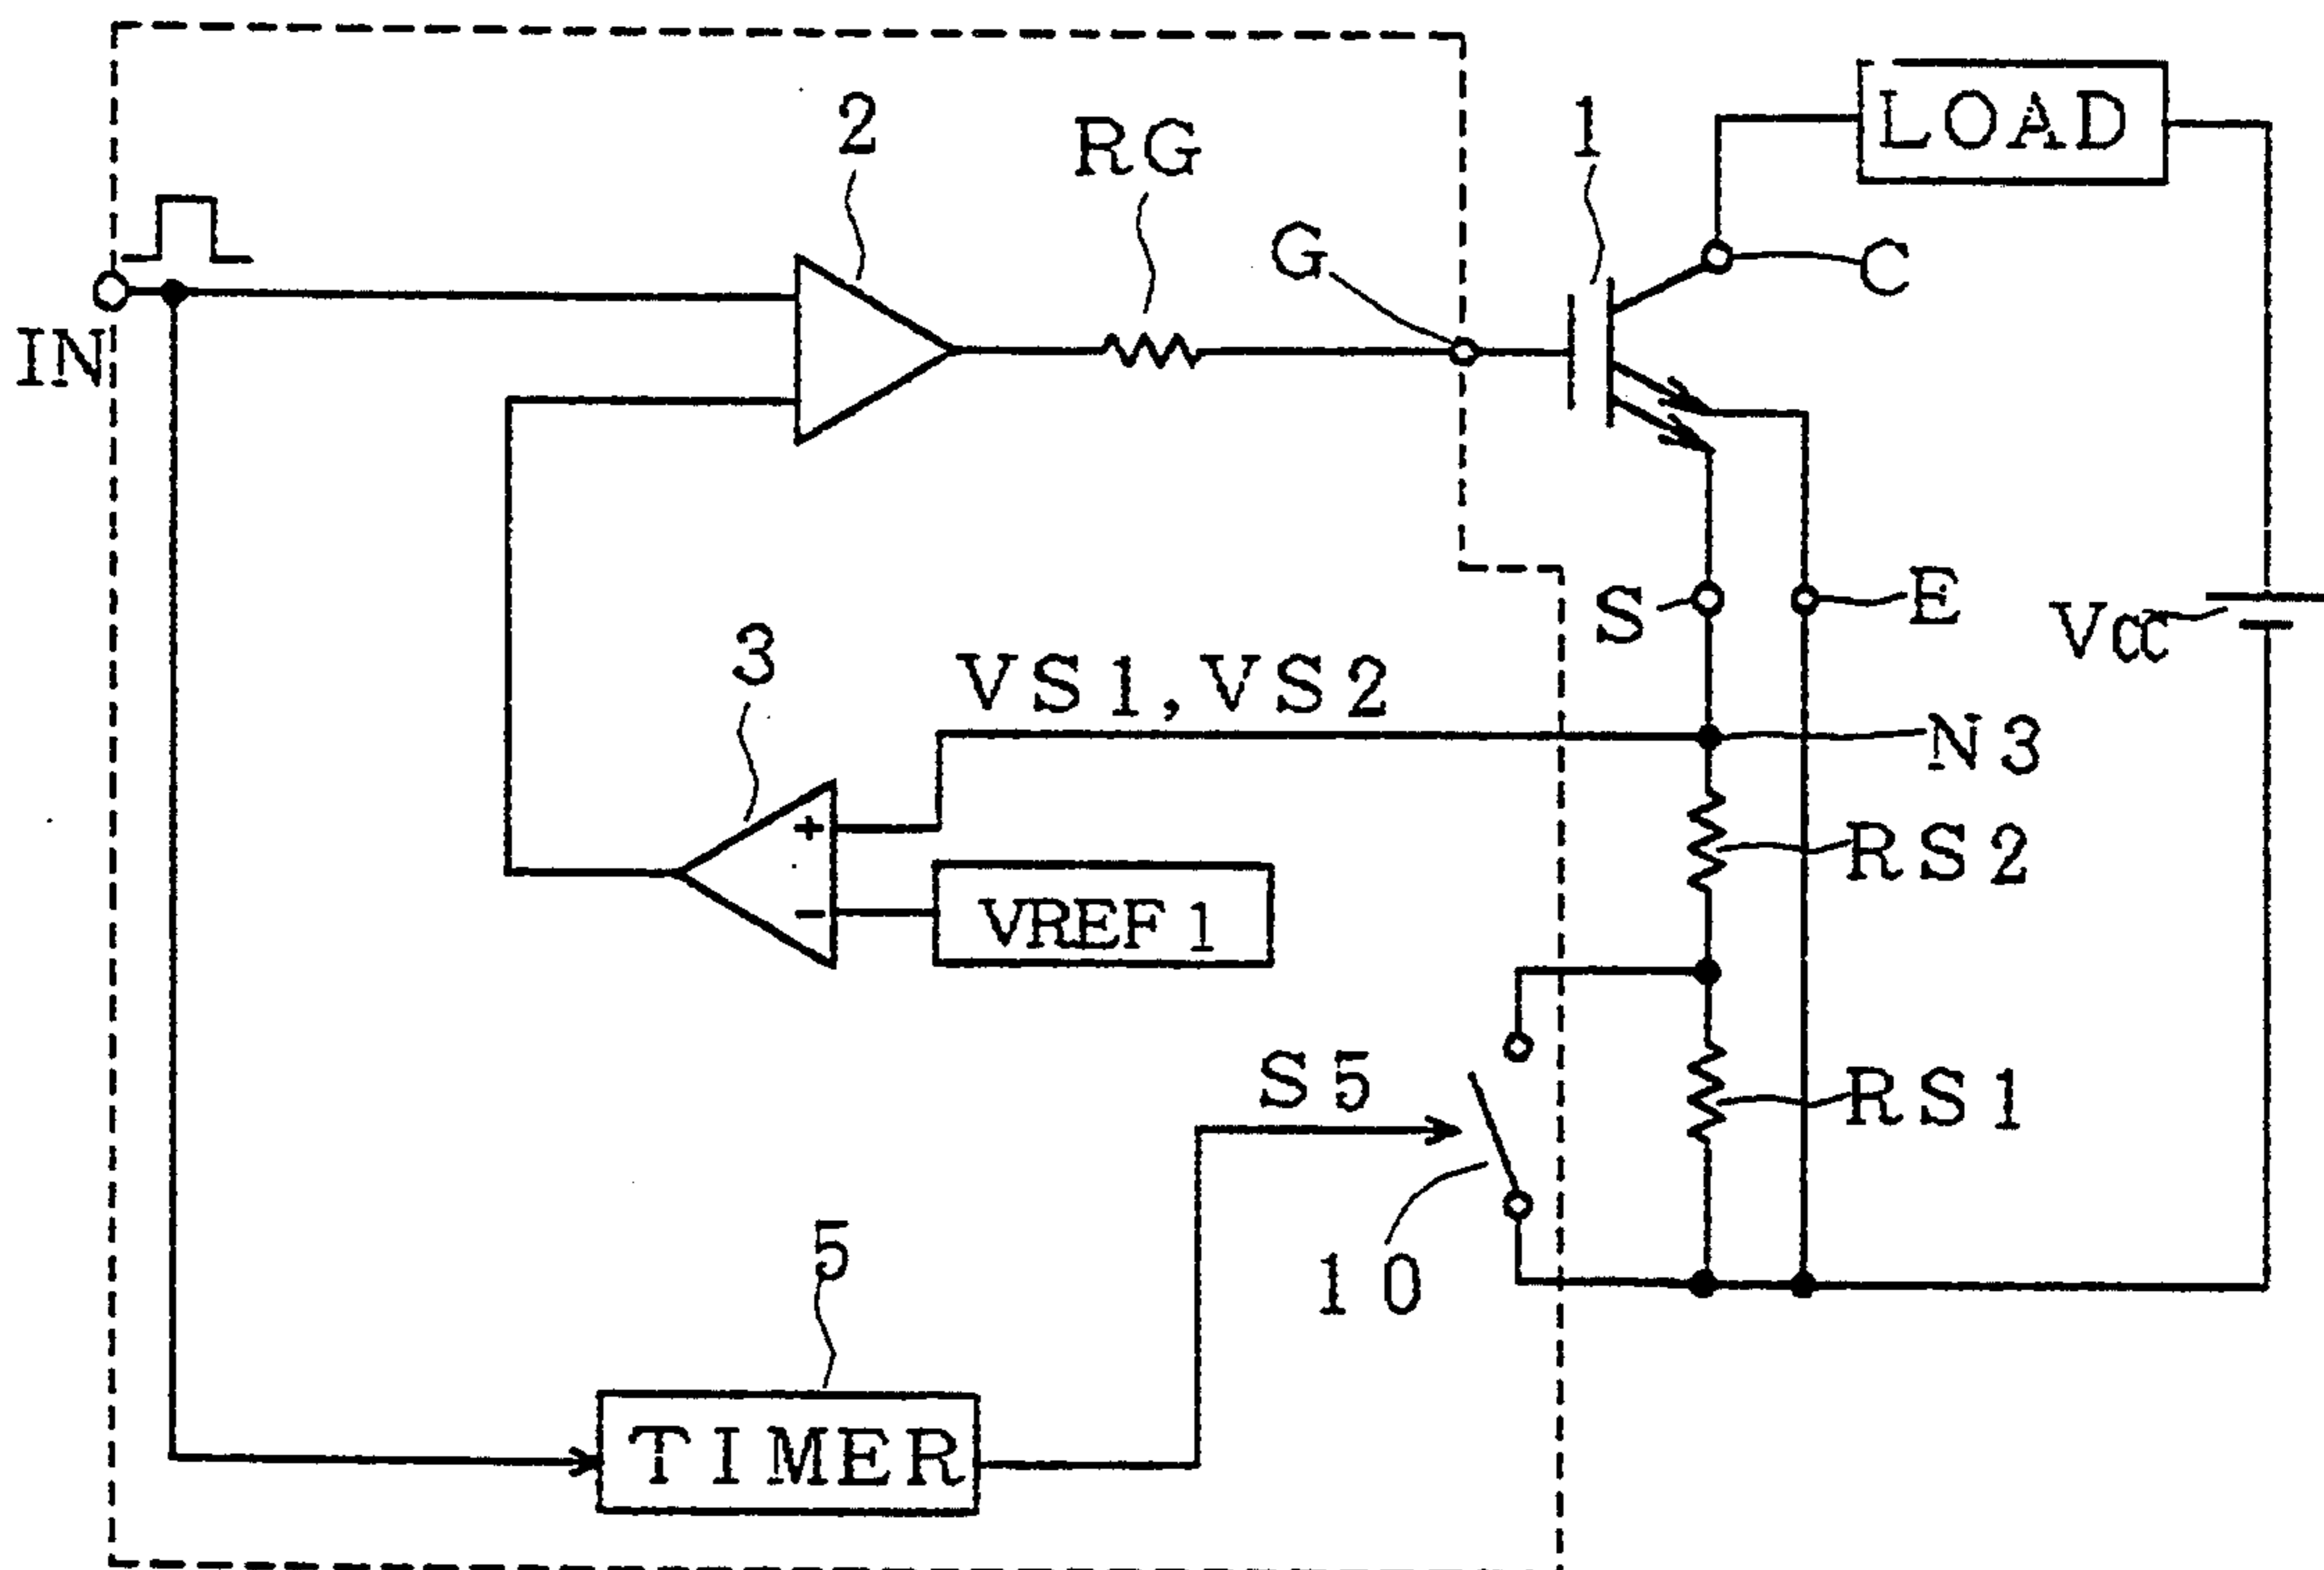 LOAD
2
RG
1
G
C
IN
S
E
Vcc
3
VS1, VS2
N3
+
RS2
−
VREF1
S5
RS1
5
10
TIMER